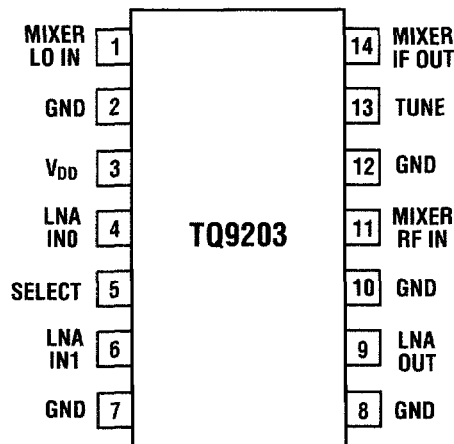 MIXER
LO IN
1
GND
2
VDD
3
LNA
IN0
4
SELECT
5
LNA
IN1
6
GND
7
TQ9203
14
MIXER
IF OUT
13
TUNE
12
GND
11
MIXER
RF IN
10
GND
9
LNA
OUT
8
GND